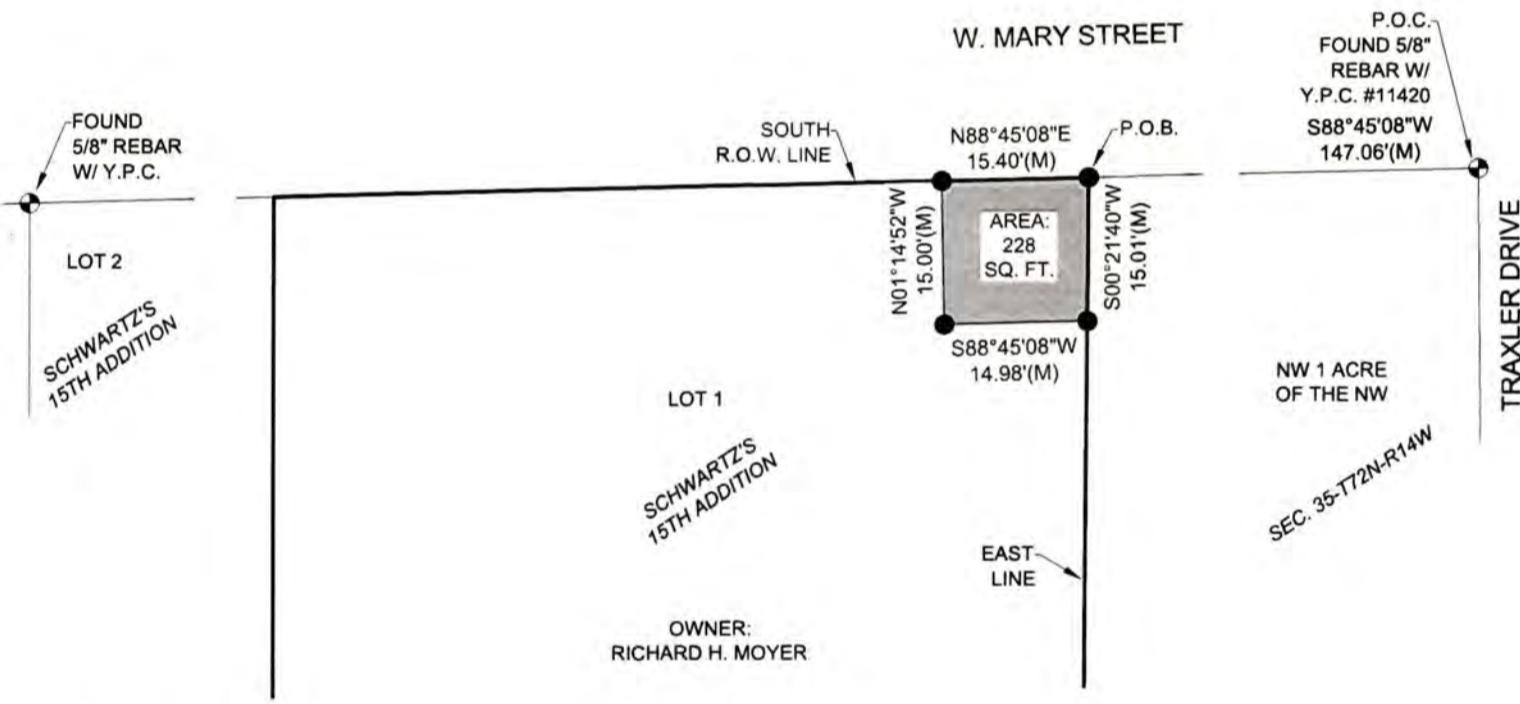 W. MARY STREET
P.O.C.
FOUND 5/8"
REBAR W/
Y.P.C. #11420
S88°45'08"W
147.06'(M)
FOUND
5/8" REBAR
W/ Y.P.C.
SOUTH
R.O.W. LINE
N88°45'08"E
15.40'(M)
P.O.B.
N01°14'52"W
15.00'(M)
AREA:
228
SQ. FT.
S00°21'40"W
15.01'(M)
TRAXLER DRIVE
LOT 2
SCHWARTZ'S
15TH ADDITION
S88°45'08"W
14.98'(M)
LOT 1
SCHWARTZ'S
15TH ADDITION
NW 1 ACRE
OF THE NW
SEC. 35-T72N-R14W
EAST
LINE
OWNER:
RICHARD H. MOYER